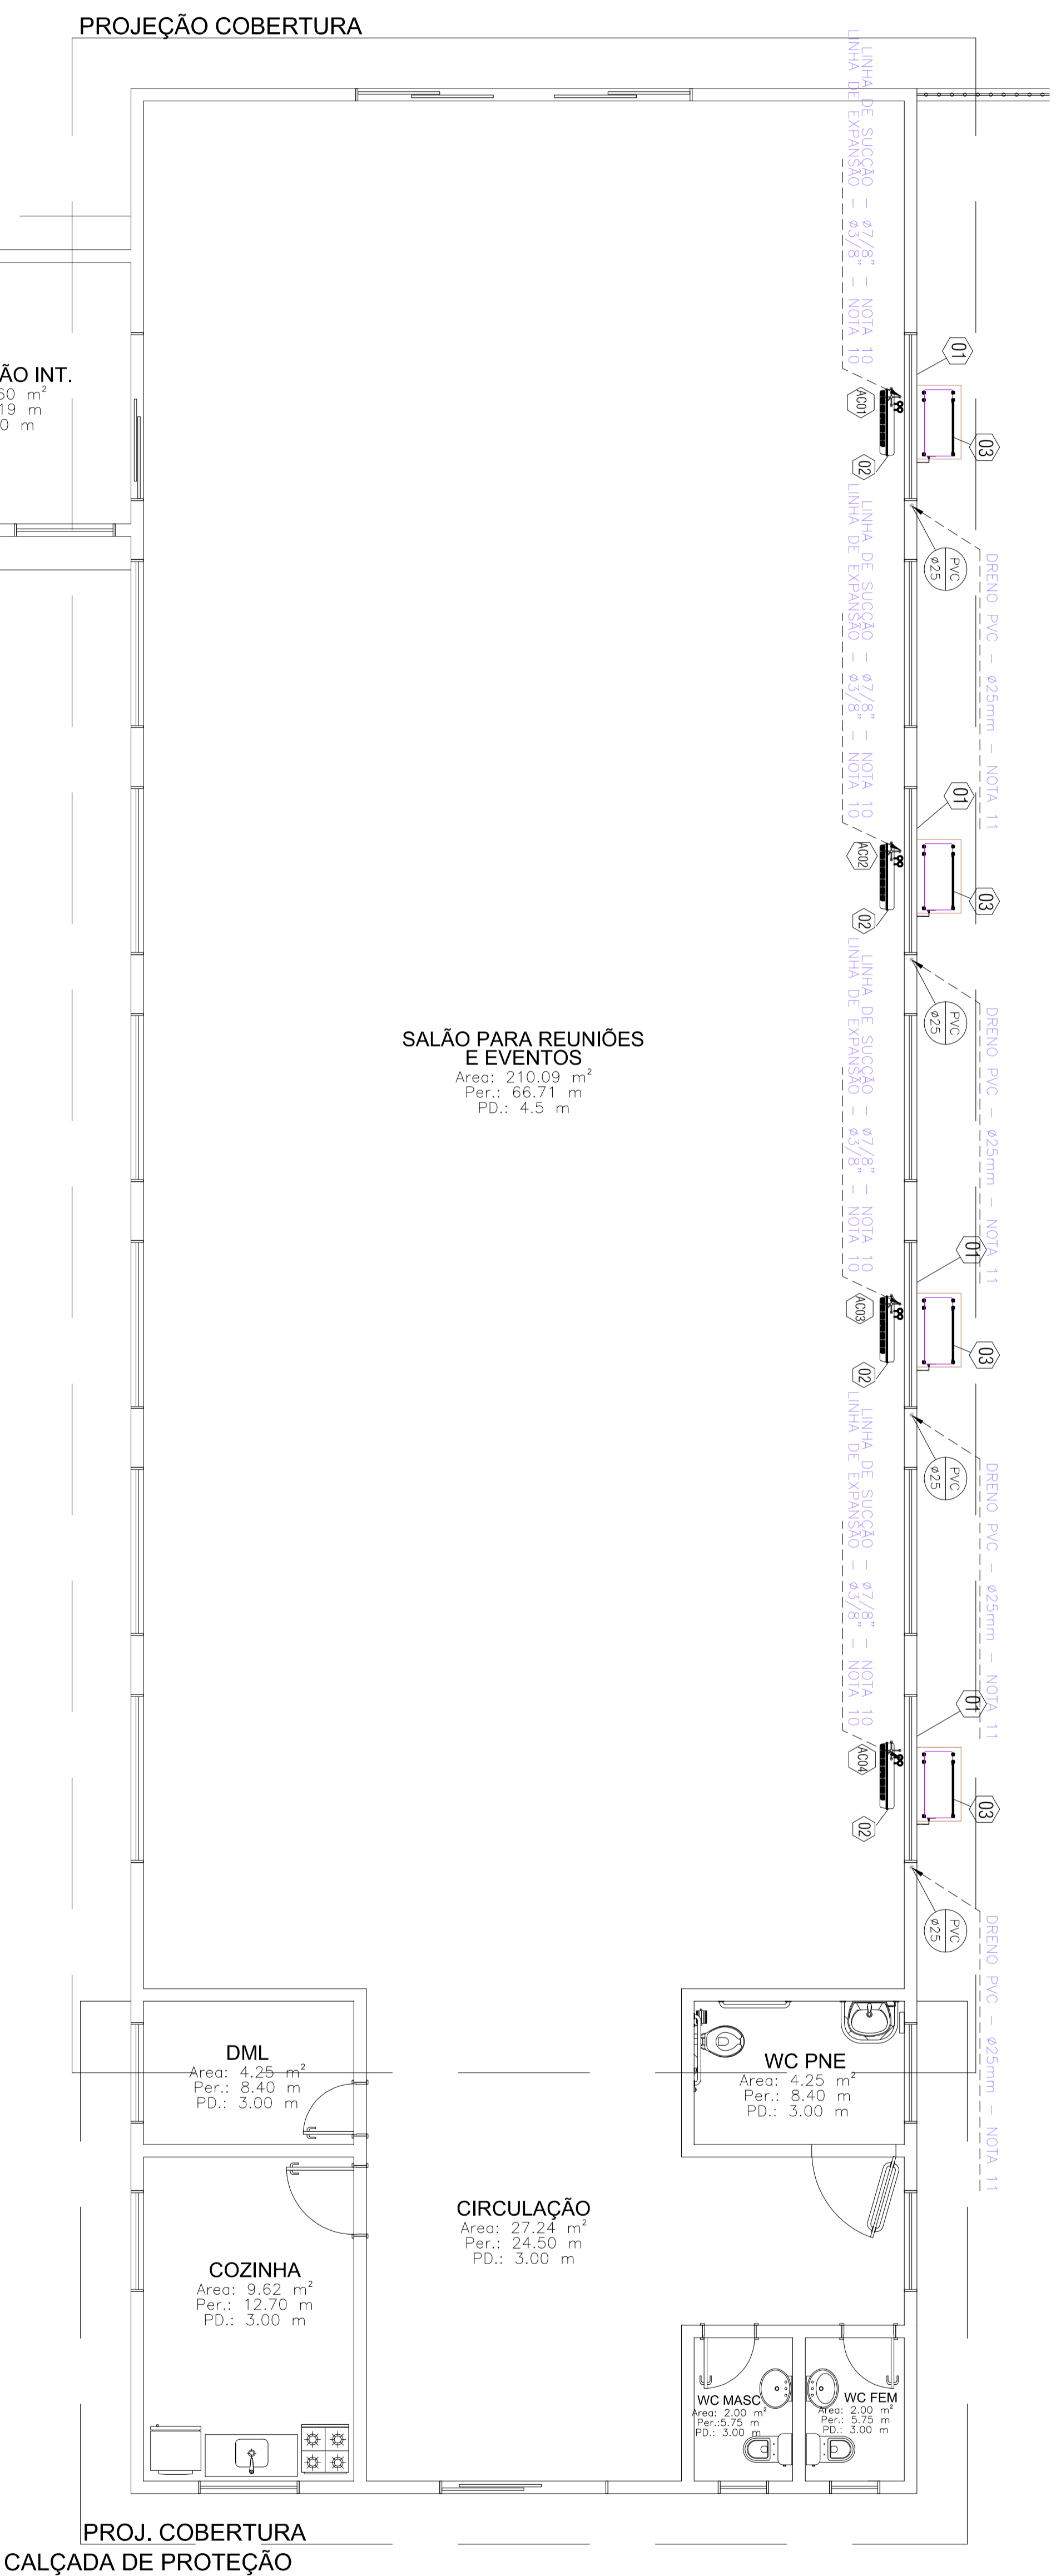 PROJEÇÃO COBERTURA
LINHA DE SUCÇÃO - ø7/8" - NOTA 10
LINHA DE EXPANSÃO - ø3/8" - NOTA 10
01
ÃO INT.
60 m²
19 m
0 m
AC01
03
02
LINHA DE SUCÇÃO - ø7/8" - NOTA 10
LINHA DE EXPANSÃO - ø3/8" - NOTA 10
PVC
ø25
DRENO PVC - ø25mm - NOTA 11
01
AC02
03
02
LINHA DE SUCÇÃO - ø7/8" - NOTA 10
LINHA DE EXPANSÃO - ø3/8" - NOTA 10
PVC
ø25
DRENO PVC - ø25mm - NOTA 11
SALÃO PARA REUNIÕES
E EVENTOS
Area: 210.09 m²
Per.: 66.71 m
PD.: 4.5 m
01
AC03
03
02
LINHA DE SUCÇÃO - ø7/8" - NOTA 10
LINHA DE EXPANSÃO - ø3/8" - NOTA 10
PVC
ø25
DRENO PVC - ø25mm - NOTA 11
01
AC04
03
02
PVC
ø25
DRENO PVC - ø25mm - NOTA 11
DML
Area: 4.25 m²
Per.: 8.40 m
PD.: 3.00 m
WC PNE
Area: 4.25 m²
Per.: 8.40 m
PD.: 3.00 m
CIRCULAÇÃO
Area: 27.24 m²
Per.: 24.50 m
PD.: 3.00 m
COZINHA
Area: 9.62 m²
Per.: 12.70 m
PD.: 3.00 m
WC MASC
Area: 2.00 m²
Per.:5.75 m
PD.: 3.00 m
WC FEM
Area: 2.00 m²
Per.: 5.75 m
PD.: 3.00 m
PROJ. COBERTURA
CALÇADA DE PROTEÇÃO